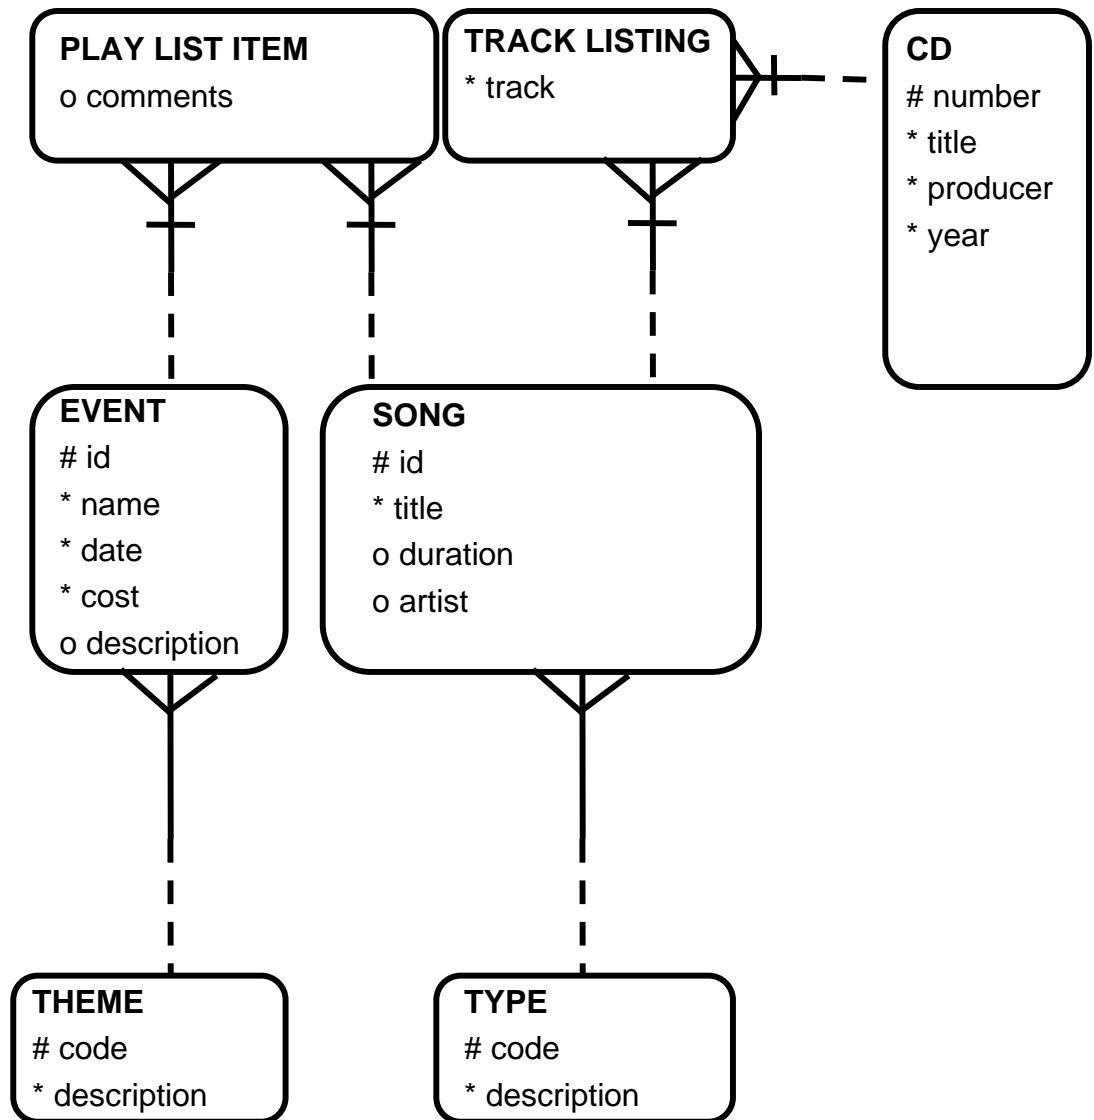 PLAY LIST ITEM
o comments
TRACK LISTING
* track
CD
# number
* title
* producer
* year
EVENT
# id
* name
* date
* cost
o description
SONG
# id
* title
o duration
o artist
THEME
# code
* description
TYPE
# code
* description